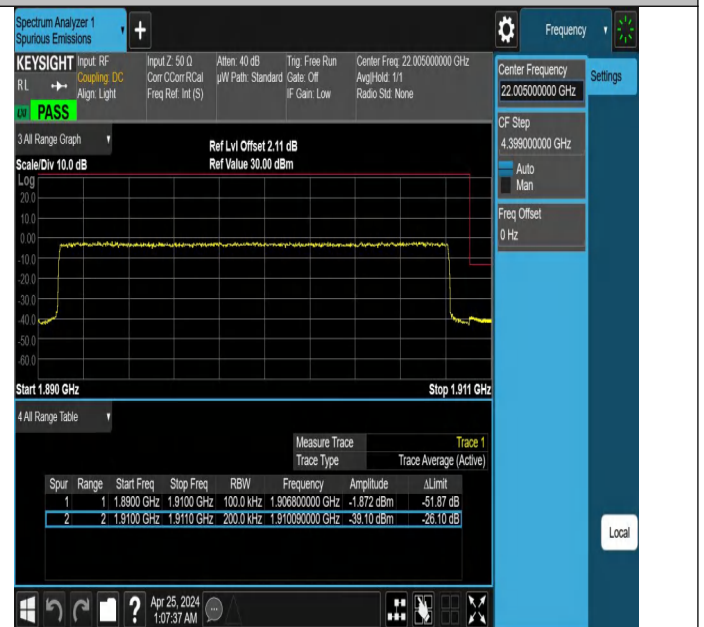 Spectrum Analyzer 1
Spurious Emissions
+
Frequency
KEYSIGHT
RL
Input: RF
Coupling: DC
Align: Light
Input Z: 50 Ω
Corr CCorr RCal
Freq Ref: Int (S)
Atten: 40 dB
µW Path: Standard
Trig: Free Run
Gate: Off
IF Gain: Low
Center Freq: 22.005000000 GHz
Avg|Hold: 1/1
Radio Std: None
PASS
Center Frequency
22.005000000 GHz
Settings
CF Step
4.399000000 GHz
Auto
Man
Freq Offset
0 Hz
3 All Range Graph
Ref Lvl Offset 2.11 dB
Scale/Div 10.0 dB
Ref Value 30.00 dBm
Log
20.0
10.0
0.00
-10.0
-20.0
-30.0
-40.0
-50.0
-60.0
Start 1.890 GHz
Stop 1.911 GHz
4 All Range Table
Measure Trace Trace 1
Trace Type Trace Average (Active)
Spur Range Start Freq Stop Freq RBW Frequency Amplitude ΔLimit
1 1 1.8900 GHz 1.9100 GHz 100.0 kHz 1.906800000 GHz -1.872 dBm -51.87 dB
2 2 1.9100 GHz 1.9110 GHz 200.0 kHz 1.910090000 GHz -39.10 dBm -26.10 dB
Local
?
Apr 25, 2024
1:07:37 AM